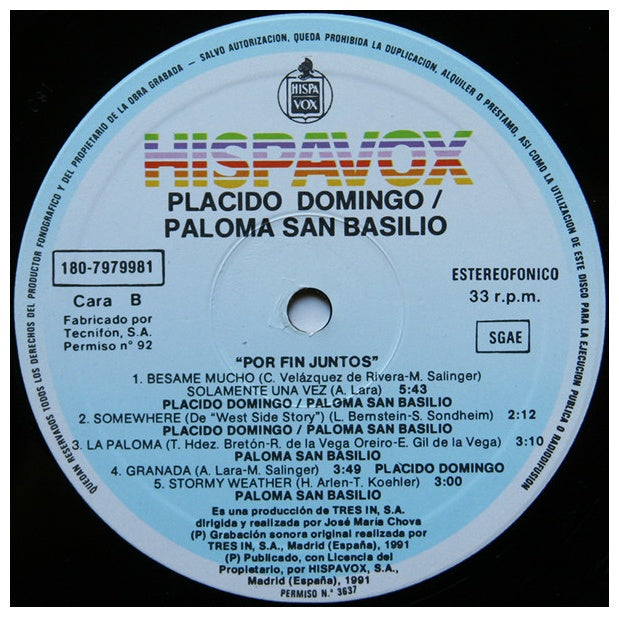 QUEDAN RESERVADOS TODOS LOS DERECHOS DEL PRODUCTOR FONOGRAFICO Y DEL PROPIETARIO DE LA OBRA GRABADA - SALVO AUTORIZACION, QUEDA PROHIBIDA LA DUPLICACION, ALQUILER O PRESTAMO, ASI COMO LA UTILIZACION DE ESTE DISCO PARA LA EJECUCION PUBLICA O RADIODIFUSION
HISPA
VOX
HISPAVOX
PLACIDO DOMINGO /
PALOMA SAN BASILIO
180-7979981
ESTEREOFONICO
Cara B
33 r.p.m.
Fabricado por
Tecnifón, S.A.
Permiso nº 92
SGAE
"POR FIN JUNTOS"
1. BESAME MUCHO (C. Velázquez de Rivera-M. Salinger)
SOLAMENTE UNA VEZ (A. Lara) 5:43
PLACIDO DOMINGO / PALOMA SAN BASILIO
2. SOMEWHERE (De "West Side Story") (L. Bernstein-S. Sondheim) 2:12
PLACIDO DOMINGO / PALOMA SAN BASILIO
3. LA PALOMA (T. Hdez. Bretón-R. de la Vega Oreiro-E. Gil de la Vega) 3:10
PALOMA SAN BASILIO
4. GRANADA (A. Lara-M. Salinger) 3:49 PLACIDO DOMINGO
5. STORMY WEATHER (H. Arlen-T. Koehler) 3:00
PALOMA SAN BASILIO
Es una producción de TRES IN, S.A.
dirigida y realizada por José María Chova
(P) Grabación sonora original realizada por
TRES IN, S.A., Madrid (España), 1991
(P) Publicado, con Licencia del
Propietario, por HISPAVOX, S.A.,
Madrid (España), 1991
PERMISO N.º 3637